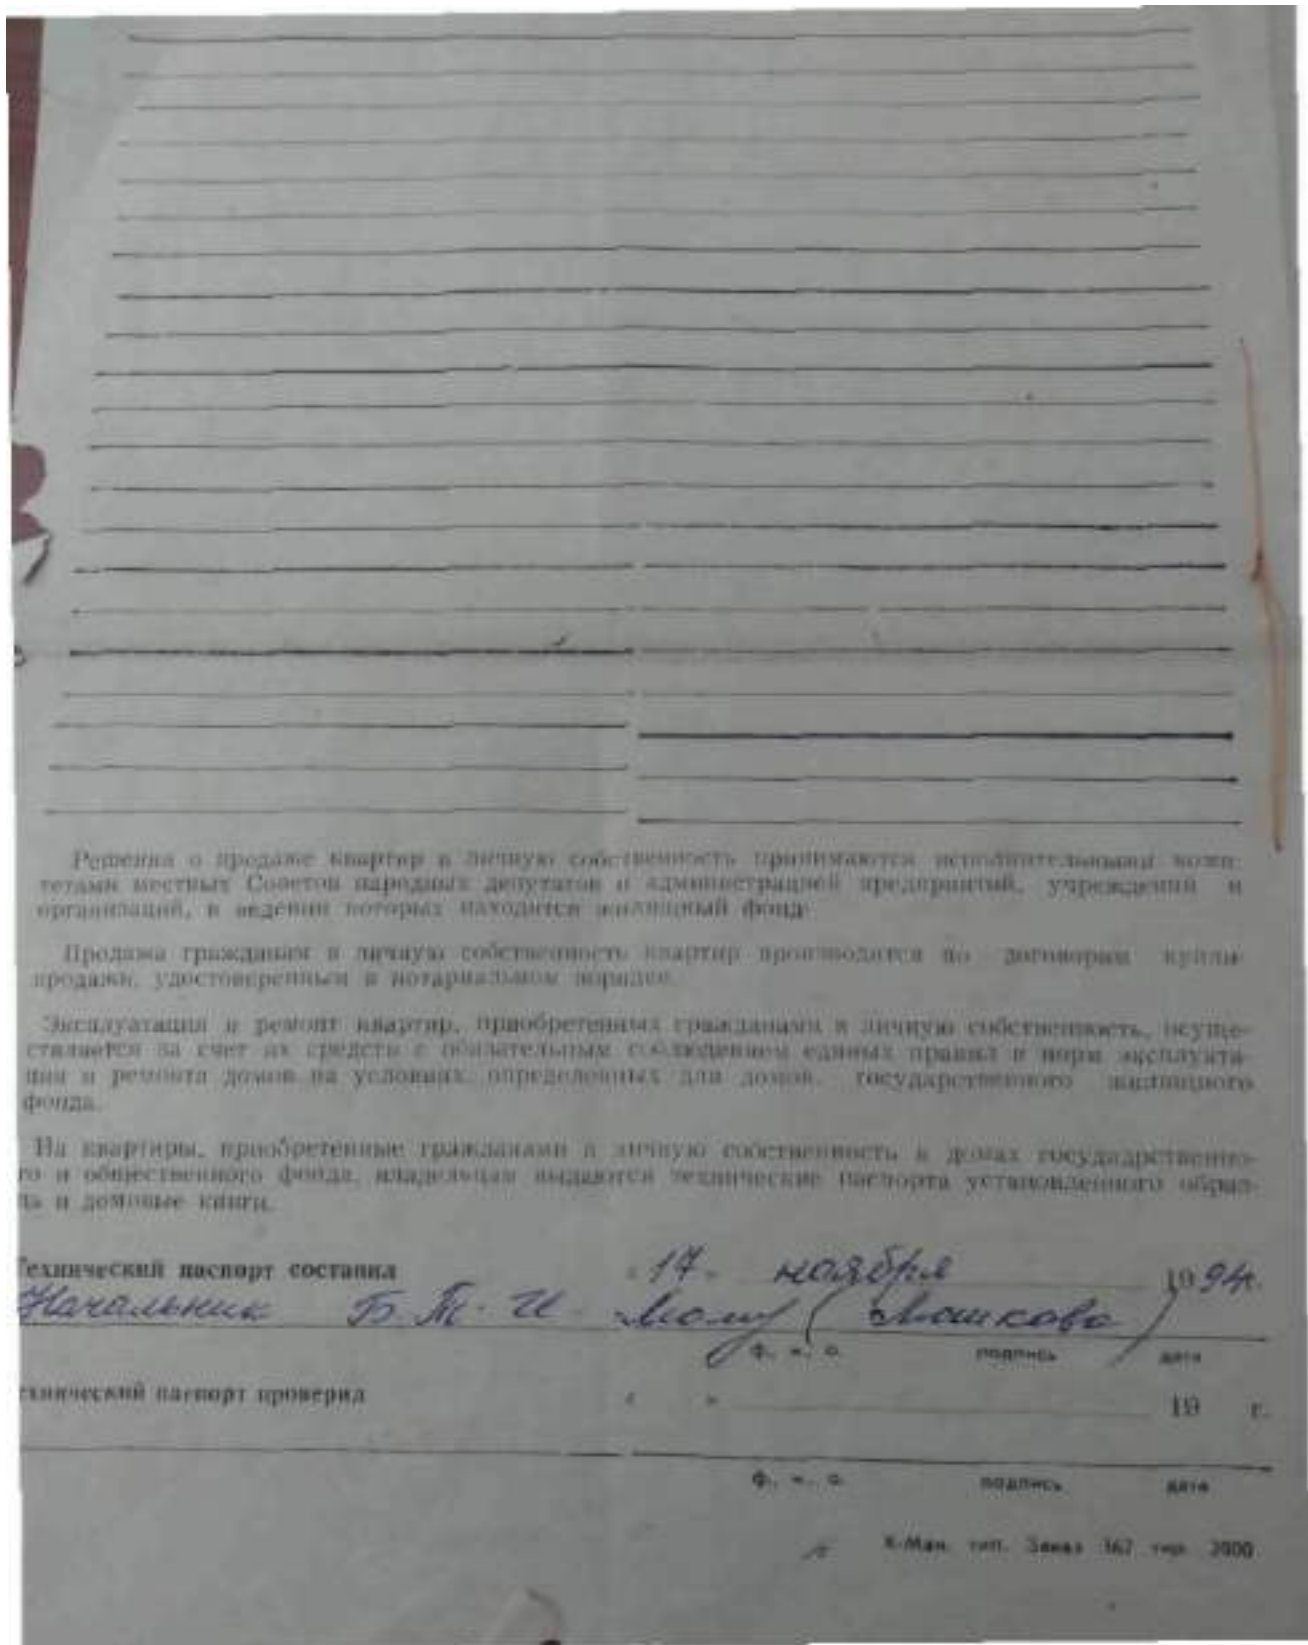 Решения о продаже квартир в личную собственность принимаются исполнительными коми-
тетами местных Советов народных депутатов и администрацией предприятий, учреждений и
организаций, в ведении которых находится жилищный фонд.
Продажа гражданам в личную собственность квартир производится по договорам купли-
продажи, удостоверенным в нотариальном порядке.
Эксплуатация и ремонт квартир, приобретенных гражданами в личную собственность, осуще-
ствляется за счет их средств с обязательным соблюдением единых правил и норм эксплуата-
ции и ремонта домов на условиях, определенных для домов государственного жилищного
фонда.
На квартиры, приобретенные гражданами в личную собственность в домах государственно-
го и общественного фонда, владельцам выдаются технические паспорта установленного образ-
ца и домовые книги.
Технический паспорт составил « 17 » ноября 1994г.
Начальник Б.Т.И. (Мошкова)
ф., и., о. подпись дата
ехнический паспорт проверил « » 19 г.
ф., и., о. подпись дата
Х-Ман. тип. Заказ 362 тир. 2000